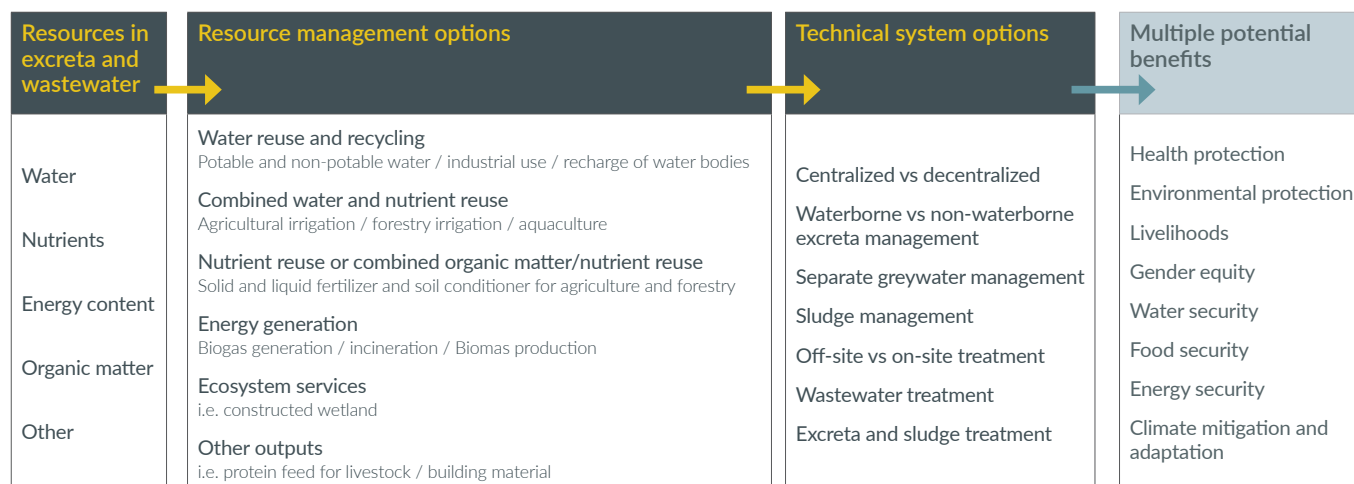 Resources in
excreta and
wastewater
Water
Nutrients
Energy content
Organic matter
Other
Resource management options
Water reuse and recycling
Potable and non-potable water / industrial use / recharge of water bodies
Combined water and nutrient reuse
Agricultural irrigation / forestry irrigation / aquaculture
Nutrient reuse or combined organic matter/nutrient reuse
Solid and liquid fertilizer and soil conditioner for agriculture and forestry
Energy generation
Biogas generation / incineration / Biomas production
Ecosystem services
i.e. constructed wetland
Other outputs
i.e. protein feed for livestock / building material
Technical system options
Centralized vs decentralized
Waterborne vs non-waterborne
excreta management
Separate greywater management
Sludge management
Off-site vs on-site treatment
Wastewater treatment
Excreta and sludge treatment
Multiple potential
benefits
Health protection
Environmental protection
Livelihoods
Gender equity
Water security
Food security
Energy security
Climate mitigation and
adaptation